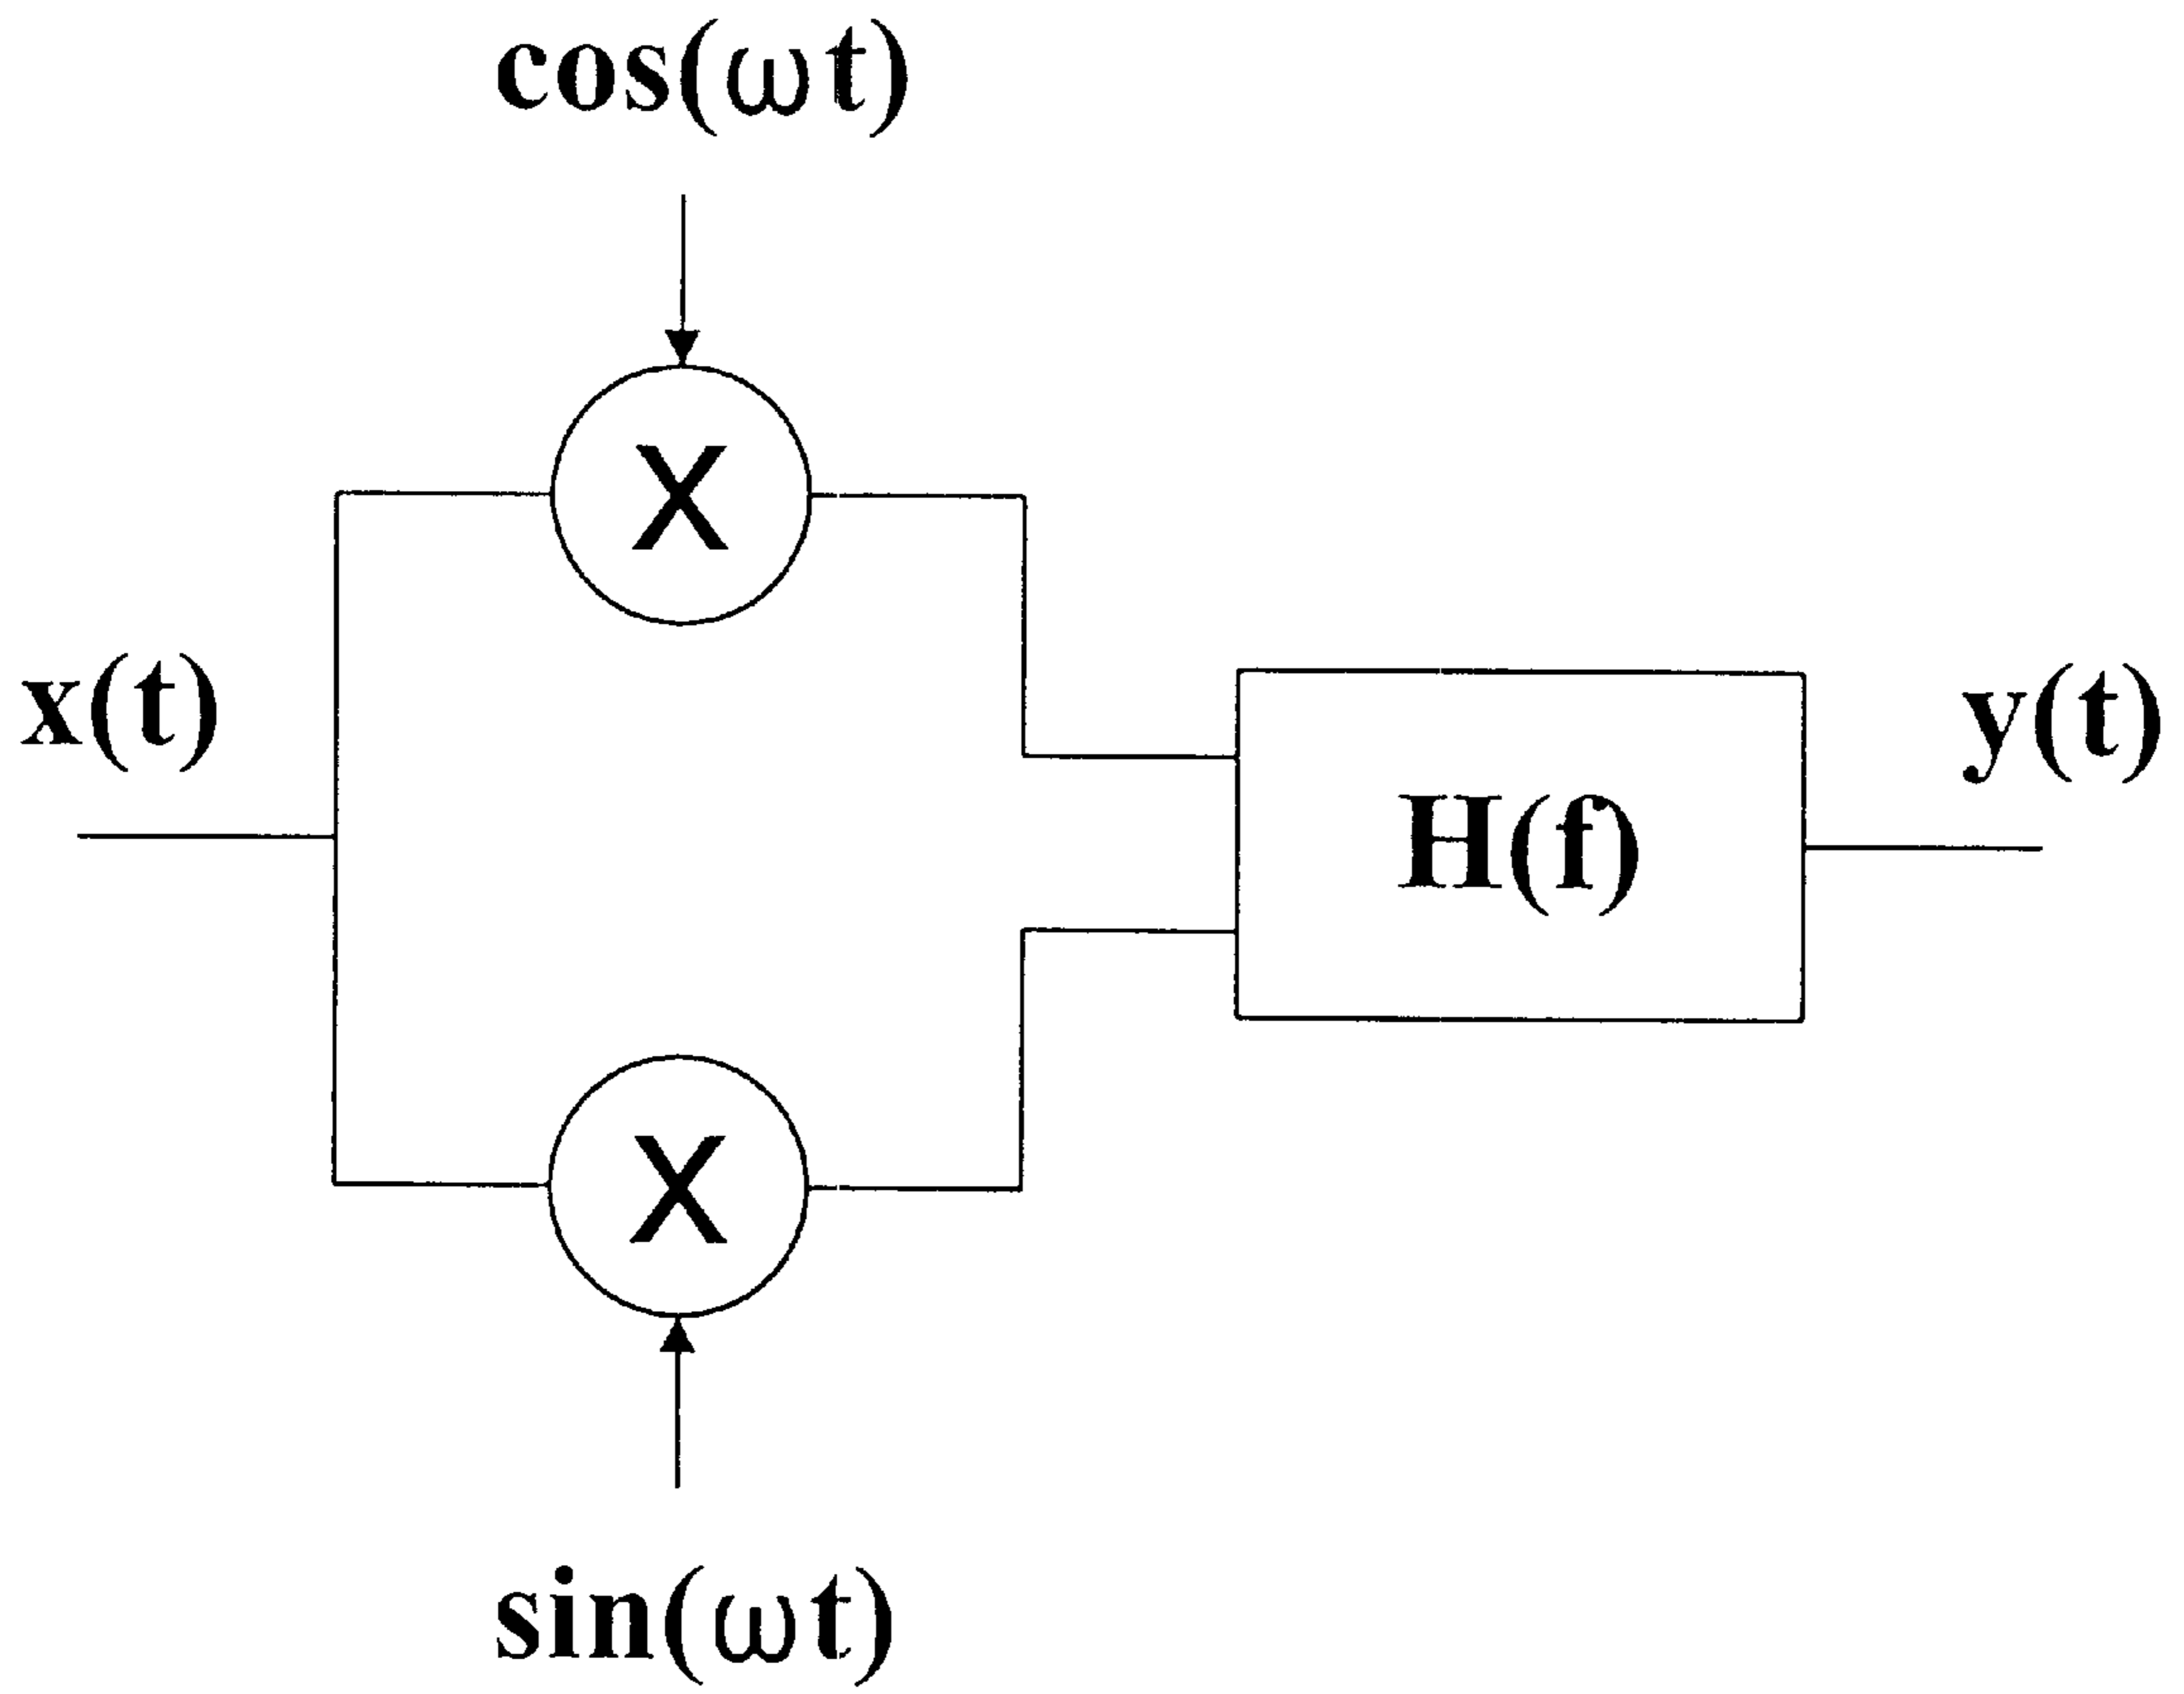 cos(ωt)
X
x(t)
H(f)
y(t)
X
sin(ωt)